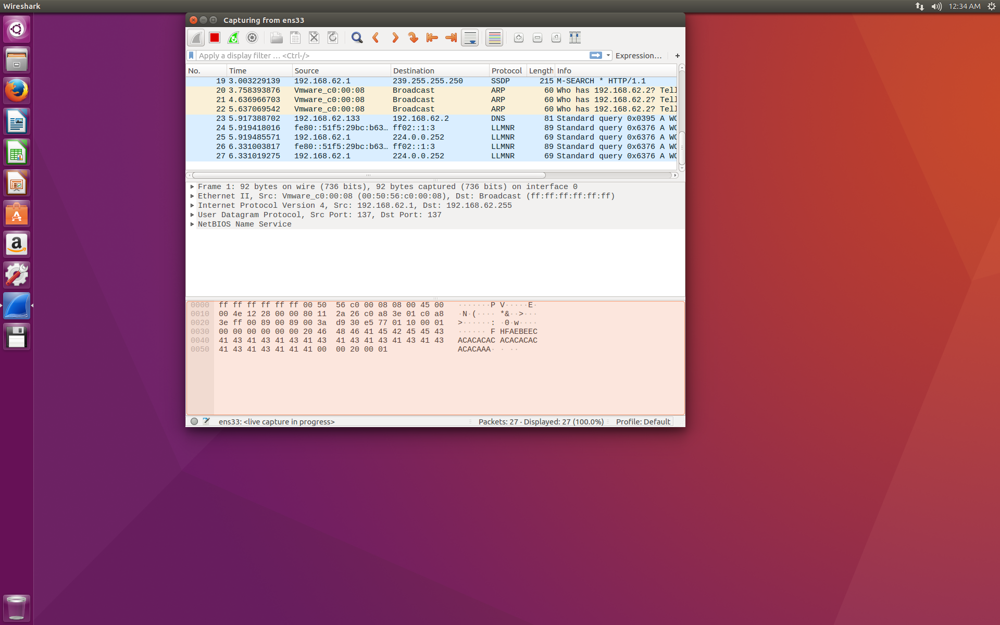 Wireshark
12:34 AM
Capturing from ens33
Apply a display filter … <Ctrl-/>
Expression…
+
No. Time Source Destination Protocol Length Info
19 3.003229139 192.168.62.1 239.255.255.250 SSDP 215 M-SEARCH * HTTP/1.1
20 3.758393876 Vmware_c0:00:08 Broadcast ARP 60 Who has 192.168.62.2? Tell
21 4.636966703 Vmware_c0:00:08 Broadcast ARP 60 Who has 192.168.62.2? Tell
22 5.637069542 Vmware_c0:00:08 Broadcast ARP 60 Who has 192.168.62.2? Tell
23 5.917388702 192.168.62.133 192.168.62.2 DNS 81 Standard query 0x0395 A WO
24 5.919418016 fe80::51f5:29bc:b63… ff02::1:3 LLMNR 89 Standard query 0x6376 A WO
25 5.919485571 192.168.62.1 224.0.0.252 LLMNR 69 Standard query 0x6376 A WO
26 6.331003817 fe80::51f5:29bc:b63… ff02::1:3 LLMNR 89 Standard query 0x6376 A WO
27 6.331019275 192.168.62.1 224.0.0.252 LLMNR 69 Standard query 0x6376 A WO
Frame 1: 92 bytes on wire (736 bits), 92 bytes captured (736 bits) on interface 0
Ethernet II, Src: Vmware_c0:00:08 (00:50:56:c0:00:08), Dst: Broadcast (ff:ff:ff:ff:ff:ff)
Internet Protocol Version 4, Src: 192.168.62.1, Dst: 192.168.62.255
User Datagram Protocol, Src Port: 137, Dst Port: 137
NetBIOS Name Service
0000 ff ff ff ff ff ff 00 50 56 c0 00 08 08 00 45 00 ·······P V·····E·
0010 00 4e 12 28 00 00 80 11 2a 26 c0 a8 3e 01 c0 a8 ·N·(···· *&··>···
0020 3e ff 00 89 00 89 00 3a d9 30 e5 77 01 10 00 01 >······: ·0·w····
0030 00 00 00 00 00 00 20 46 48 46 41 45 42 45 45 43 ······ F HFAEBEEC
0040 41 43 41 43 41 43 41 43 41 43 41 43 41 43 41 43 ACACACAC ACACACAC
0050 41 43 41 43 41 41 41 00 00 20 00 01 ACACAAA· · ··
ens33: <live capture in progress>
Packets: 27 · Displayed: 27 (100.0%)
Profile: Default